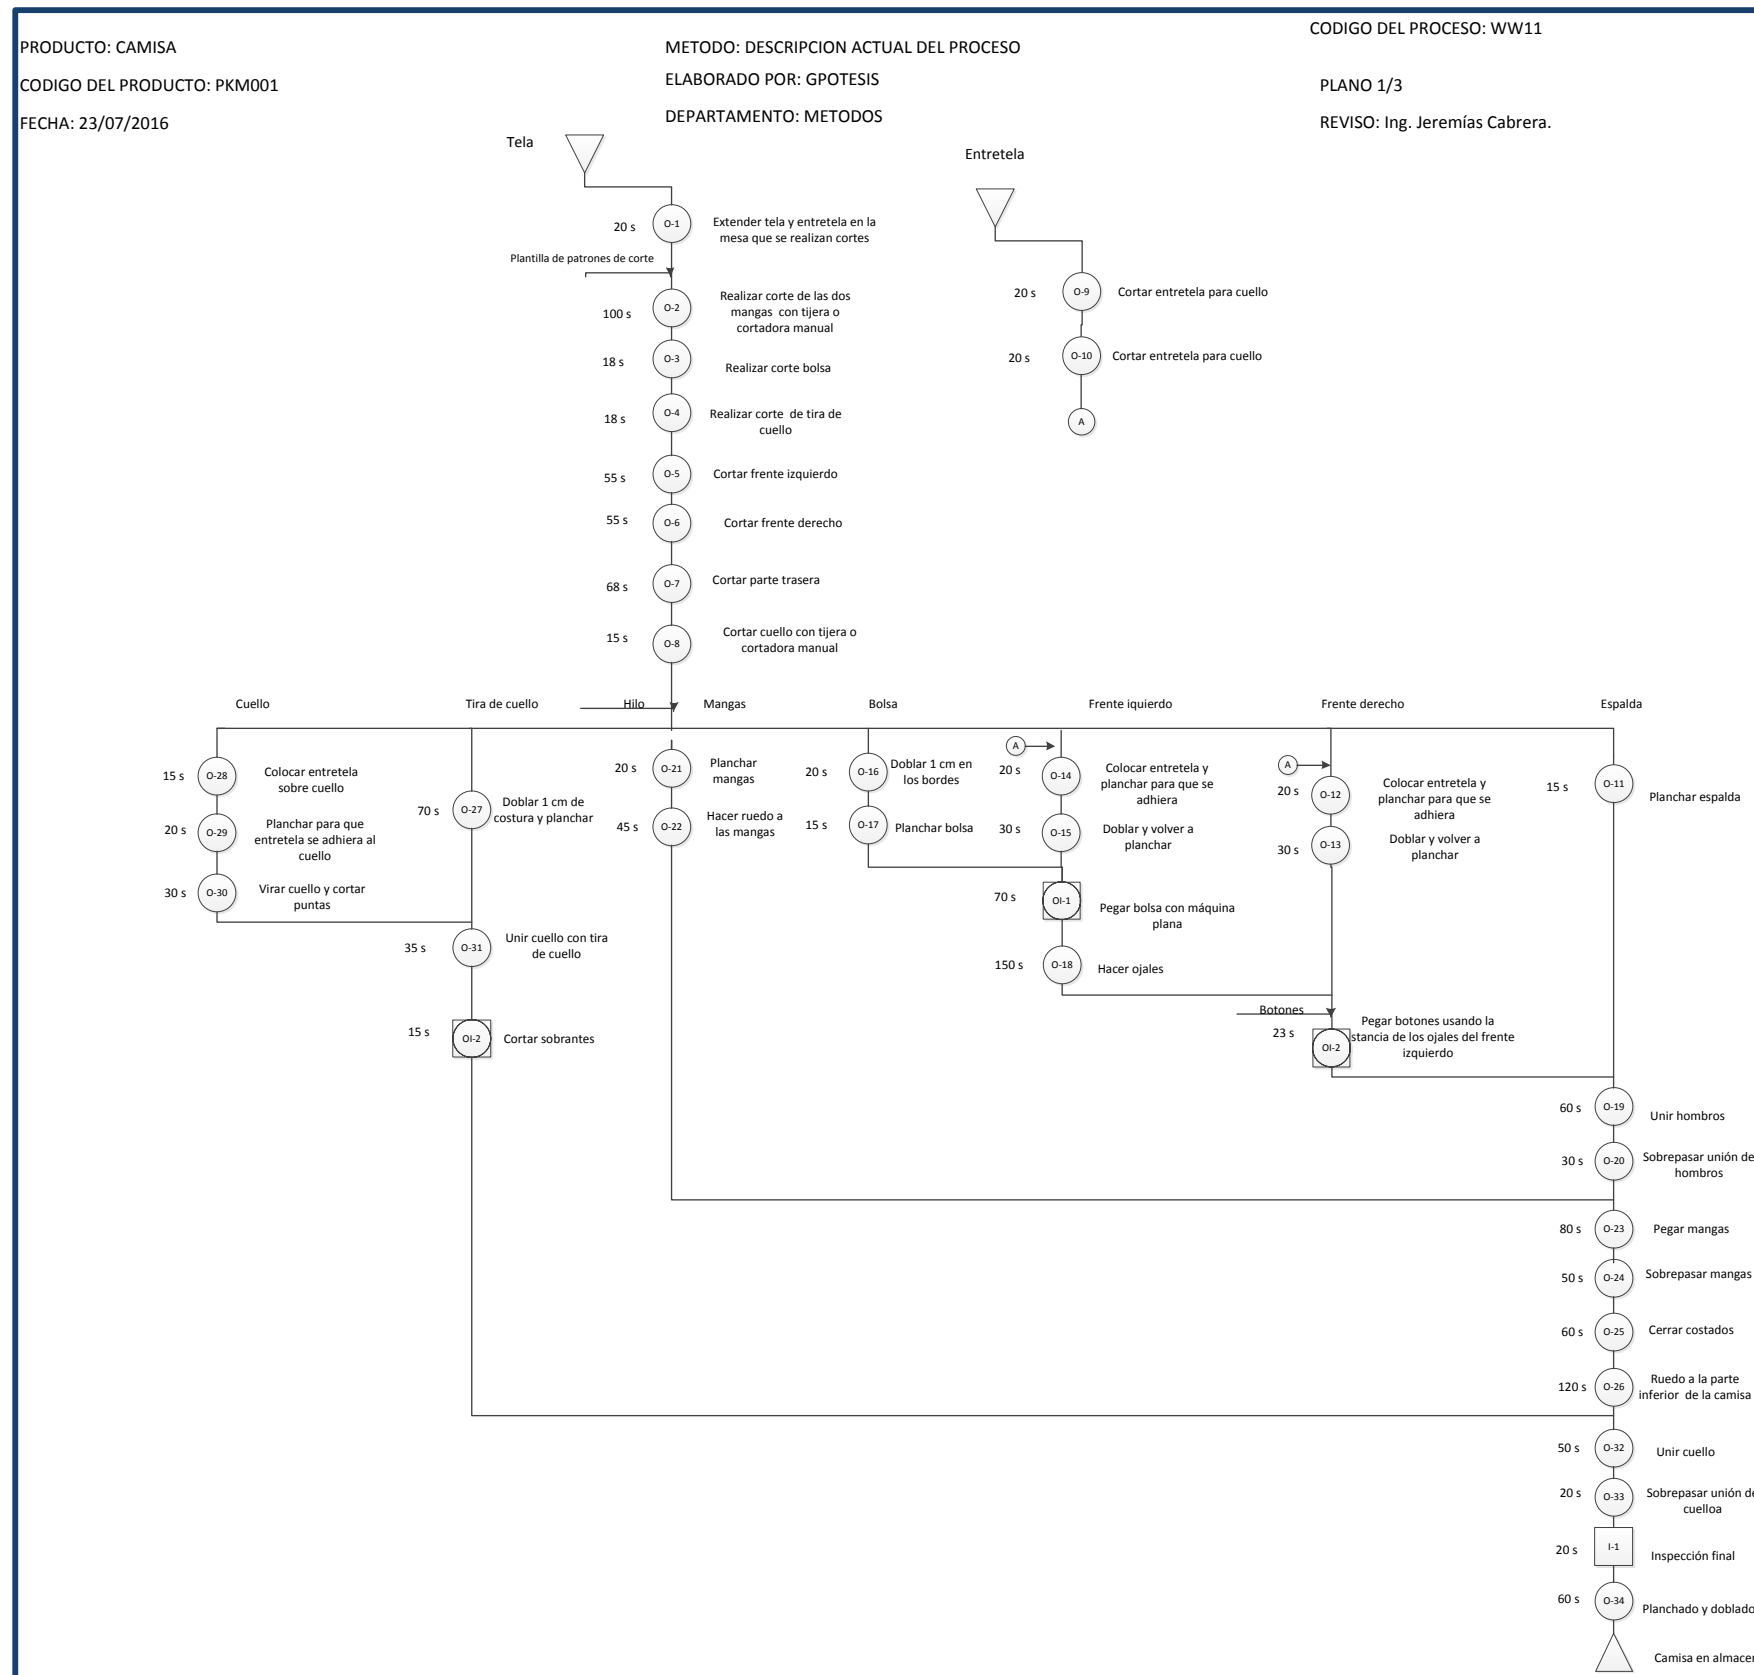 PRODUCTO: CAMISA
CODIGO DEL PRODUCTO: PKM001
FECHA: 23/07/2016
METODO: DESCRIPCION ACTUAL DEL PROCESO
ELABORADO POR: GPOTESIS
DEPARTAMENTO: METODOS
CODIGO DEL PROCESO: WW11
PLANO 1/3
REVISO: Ing. Jeremías Cabrera.
Tela
20 s
O-1
Extender tela y entretela en la
mesa que se realizan cortes
Plantilla de patrones de corte
100 s
O-2
Realizar corte de las dos
mangas con tijera o
cortadora manual
18 s
O-3
Realizar corte bolsa
18 s
O-4
Realizar corte de tira de
cuello
55 s
O-5
Cortar frente izquierdo
55 s
O-6
Cortar frente derecho
68 s
O-7
Cortar parte trasera
15 s
O-8
Cortar cuello con tijera o
cortadora manual
Entretela
20 s
O-9
Cortar entretela para cuello
20 s
O-10
Cortar entretela para cuello
A
Cuello
Tira de cuello
Hilo
Mangas
Bolsa
Frente iquierdo
Frente derecho
Espalda
15 s
O-28
Colocar entretela
sobre cuello
20 s
O-29
Planchar para que
entretela se adhiera al
cuello
30 s
O-30
Virar cuello y cortar
puntas
70 s
O-27
Doblar 1 cm de
costura y planchar
35 s
O-31
Unir cuello con tira
de cuello
15 s
OI-2
Cortar sobrantes
20 s
O-21
Planchar
mangas
45 s
O-22
Hacer ruedo a
las mangas
20 s
O-16
Doblar 1 cm en
los bordes
15 s
O-17
Planchar bolsa
A
20 s
O-14
Colocar entretela y
planchar para que se
adhiera
30 s
O-15
Doblar y volver a
planchar
70 s
OI-1
Pegar bolsa con máquina
plana
150 s
O-18
Hacer ojales
A
20 s
O-12
Colocar entretela y
planchar para que se
adhiera
30 s
O-13
Doblar y volver a
planchar
Botones
23 s
OI-2
Pegar botones usando la
stancia de los ojales del frente
izquierdo
15 s
O-11
Planchar espalda
60 s
O-19
Unir hombros
30 s
O-20
Sobrepasar unión de
hombros
80 s
O-23
Pegar mangas
50 s
O-24
Sobrepasar mangas
60 s
O-25
Cerrar costados
120 s
O-26
Ruedo a la parte
inferior de la camisa
50 s
O-32
Unir cuello
20 s
O-33
Sobrepasar unión de
cuelloa
20 s
I-1
Inspección final
60 s
O-34
Planchado y doblado
Camisa en almacen